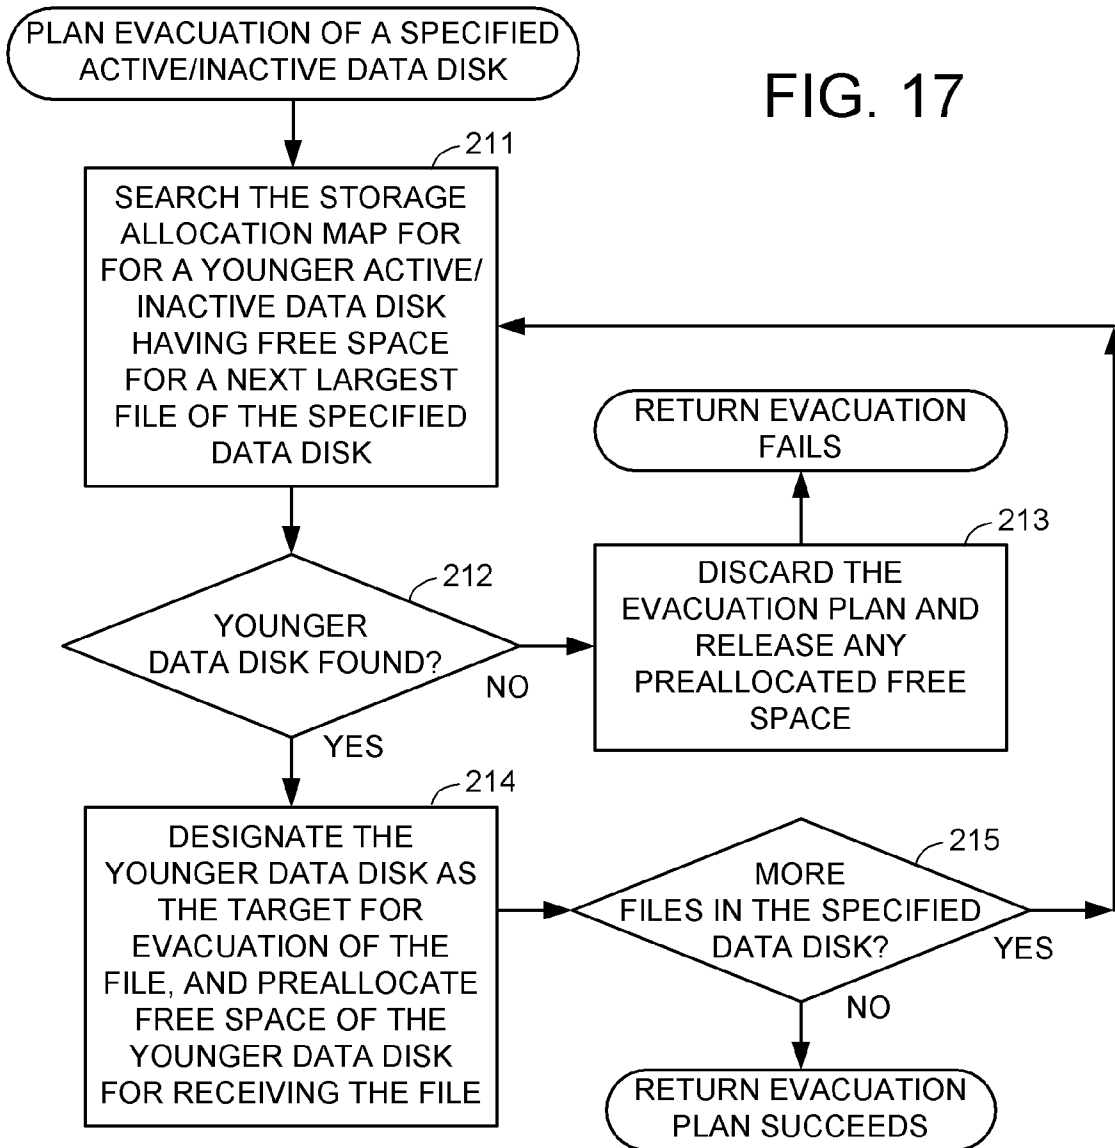 PLAN EVACUATION OF A SPECIFIED
ACTIVE/INACTIVE DATA DISK
FIG. 17
211
SEARCH THE STORAGE
ALLOCATION MAP FOR
FOR A YOUNGER ACTIVE/
INACTIVE DATA DISK
HAVING FREE SPACE
FOR A NEXT LARGEST
FILE OF THE SPECIFIED
DATA DISK
RETURN EVACUATION
FAILS
212
YOUNGER
DATA DISK FOUND?
NO
YES
213
DISCARD THE
EVACUATION PLAN AND
RELEASE ANY
PREALLOCATED FREE
SPACE
214
DESIGNATE THE
YOUNGER DATA DISK AS
THE TARGET FOR
EVACUATION OF THE
FILE, AND PREALLOCATE
FREE SPACE OF THE
YOUNGER DATA DISK
FOR RECEIVING THE FILE
215
MORE
FILES IN THE SPECIFIED
DATA DISK?
YES
NO
RETURN EVACUATION
PLAN SUCCEEDS